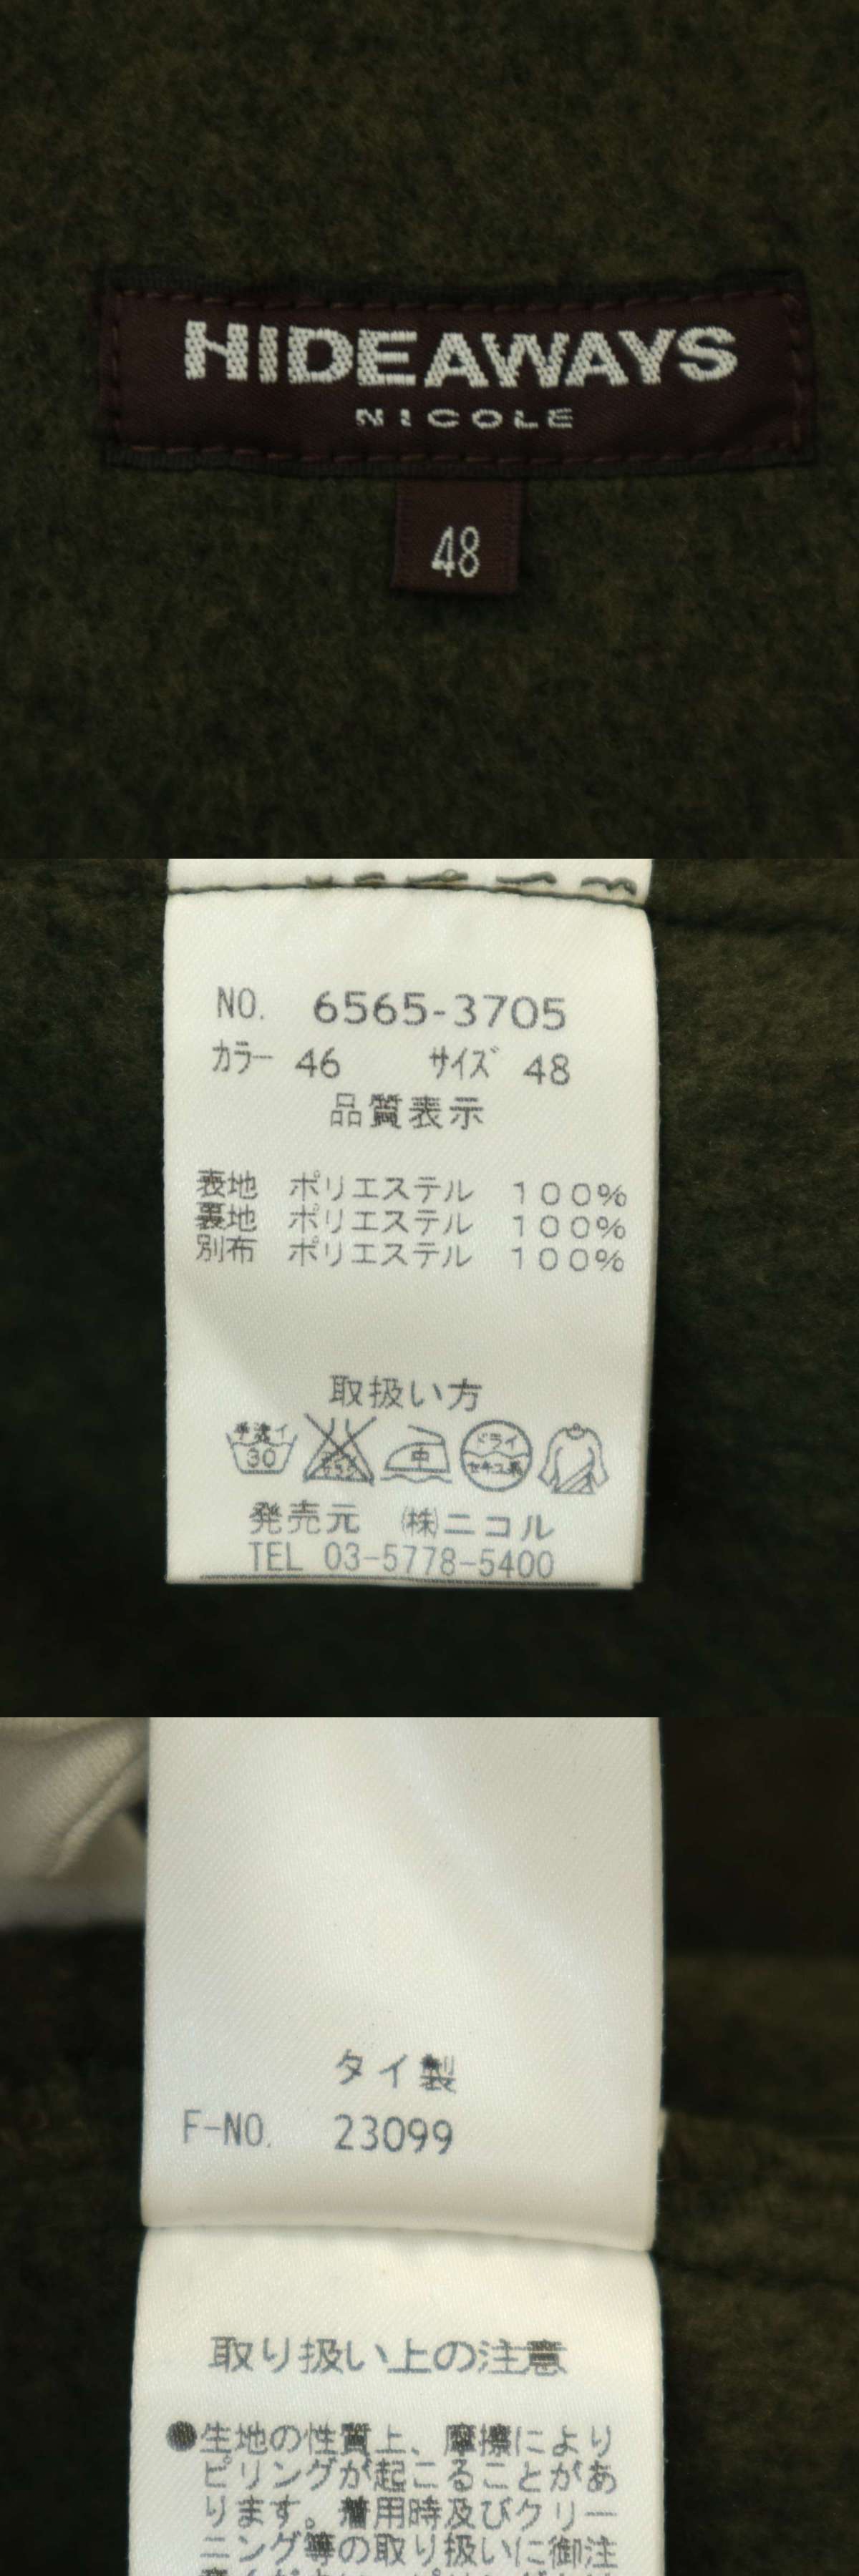 HIDEAWAYS
NICOLE
48
NO. 6565-3705
カラー 46 サイズ 48
品質表示
表地 ポリエステル 100%
裏地 ポリエステル 100%
別布 ポリエステル 100%
取扱い方
手洗イ 30 中 ドライ セキユ系
発売元 ㈱ニコル
TEL 03-5778-5400
タイ製
F-NO. 23099
取り扱い上の注意
●生地の性質上、摩擦により
ピリングが起こることがあ
ります。着用時及びクリー
ニング等の取り扱いに御注